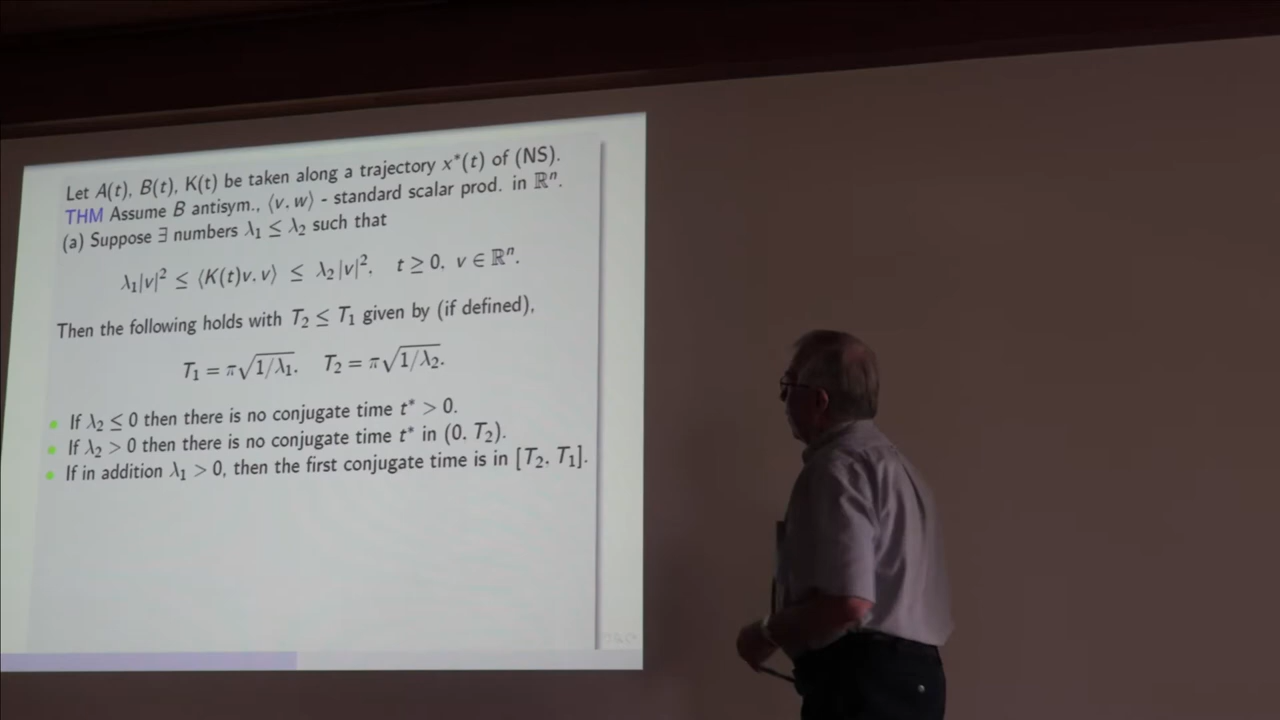 Let A(t), B(t), K(t) be taken along a trajectory x*(t) of (NS).
THM Assume B antisym., ⟨v, w⟩ - standard scalar prod. in ℝⁿ.
(a) Suppose ∃ numbers λ₁ ≤ λ₂ such that
λ₁|v|² ≤ ⟨K(t)v, v⟩ ≤ λ₂|v|², t ≥ 0, v ∈ ℝⁿ.
Then the following holds with T₂ ≤ T₁ given by (if defined),
T₁ = π√(1/λ₁), T₂ = π√(1/λ₂).
• If λ₂ ≤ 0 then there is no conjugate time t* > 0.
• If λ₂ > 0 then there is no conjugate time t* in (0, T₂).
• If in addition λ₁ > 0, then the first conjugate time is in [T₂, T₁].